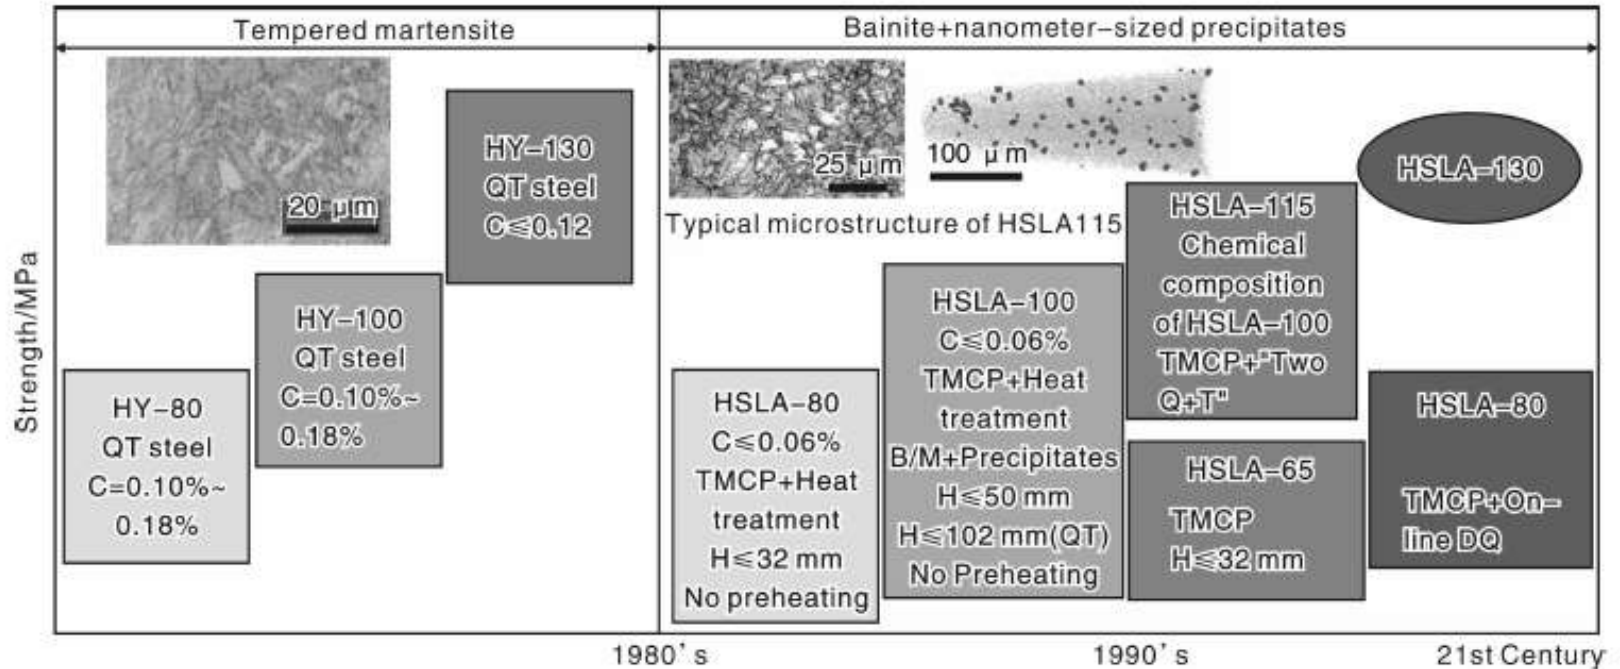 Tempered martensite
Bainite+nanometer-sized precipitates
20 μm
25 μm
100 μm
Typical microstructure of HSLA115
Strength/MPa
HY-80
QT steel
C=0.10%~
0.18%
HY-100
QT steel
C=0.10%~
0.18%
HY-130
QT steel
C≤0.12
HSLA-80
C≤0.06%
TMCP+Heat
treatment
H≤32 mm
No preheating
HSLA-100
C≤0.06%
TMCP+Heat
treatment
B/M+Precipitates
H≤50 mm
H≤102 mm(QT)
No Preheating
HSLA-115
Chemical
composition
of HSLA-100
TMCP+"Two
Q+T"
HSLA-65
TMCP
H≤32 mm
HSLA-130
HSLA-80
TMCP+On-
line DQ
1980's
1990's
21st Century